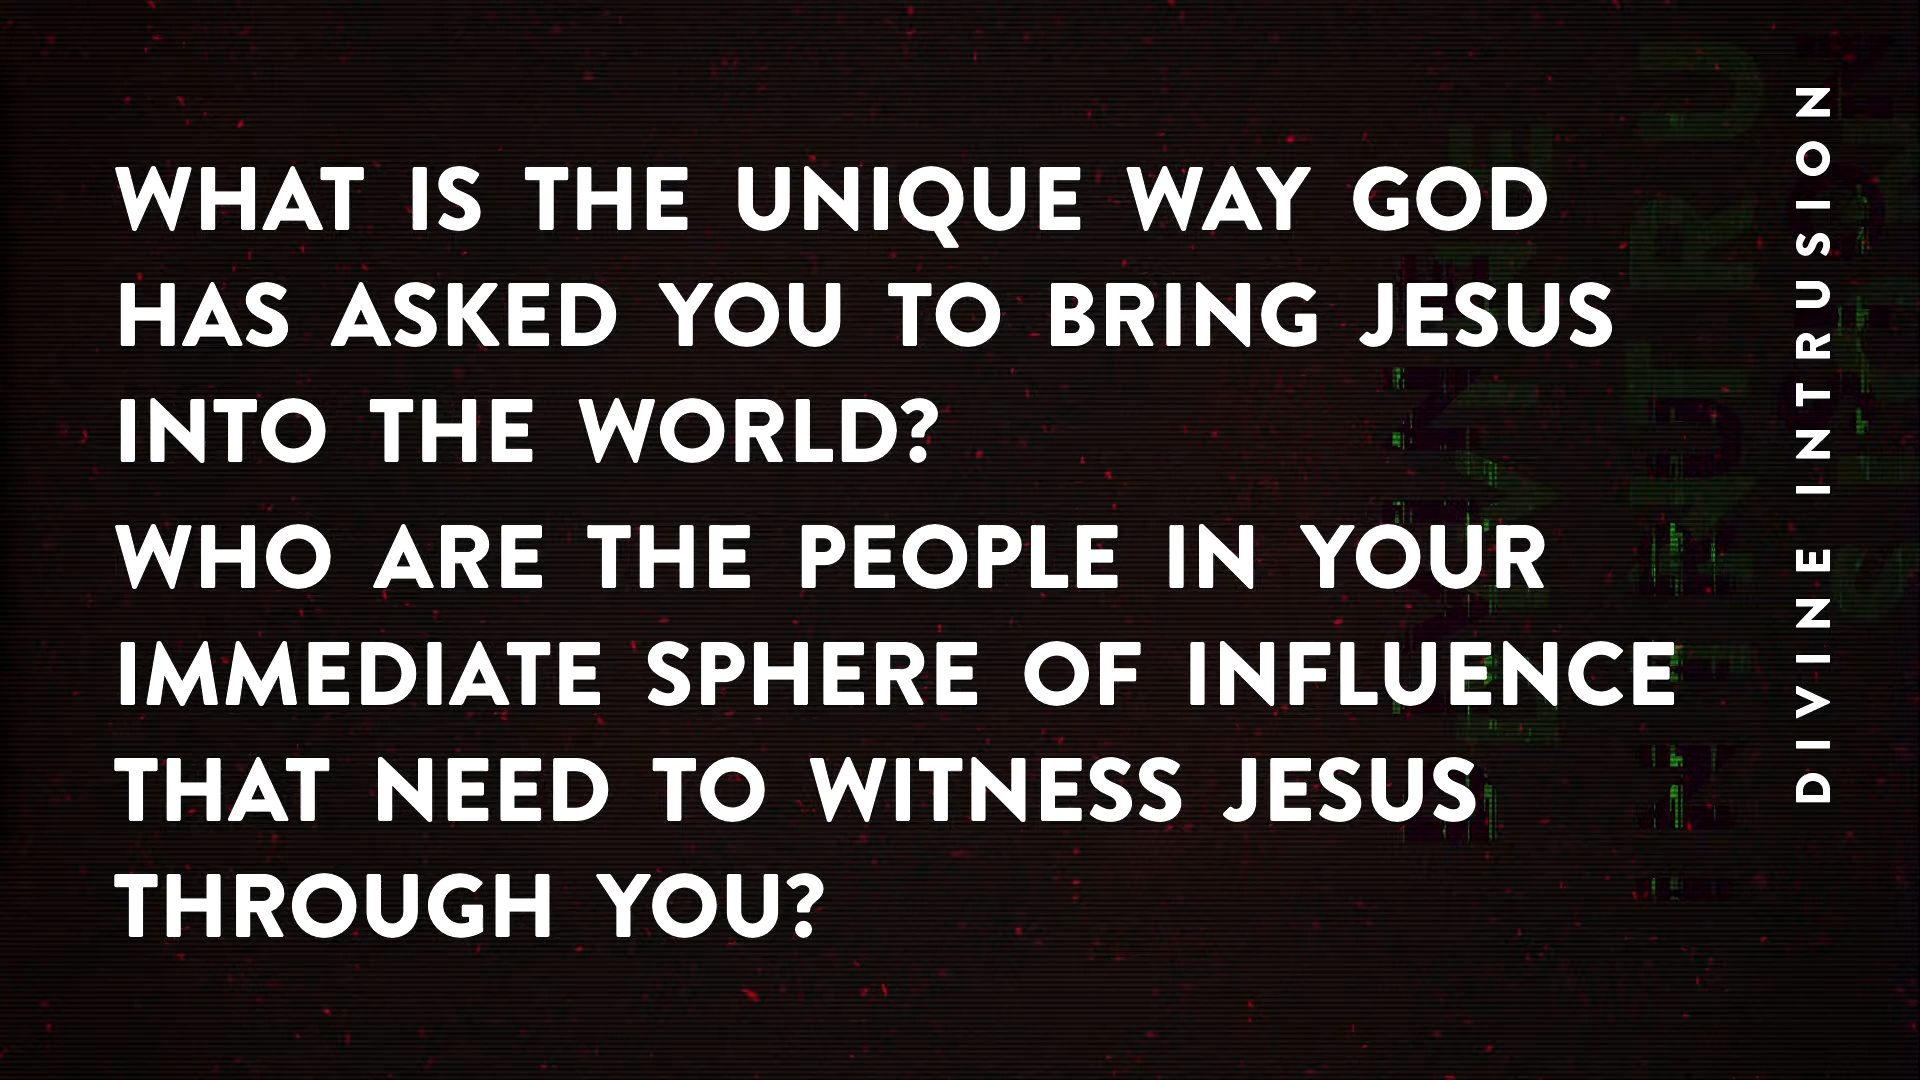 WHAT IS THE UNIQUE WAY GOD
HAS ASKED YOU TO BRING JESUS
INTO THE WORLD?
WHO ARE THE PEOPLE IN YOUR
IMMEDIATE SPHERE OF INFLUENCE
THAT NEED TO WITNESS JESUS
THROUGH YOU?
DIVINE INTRUSION